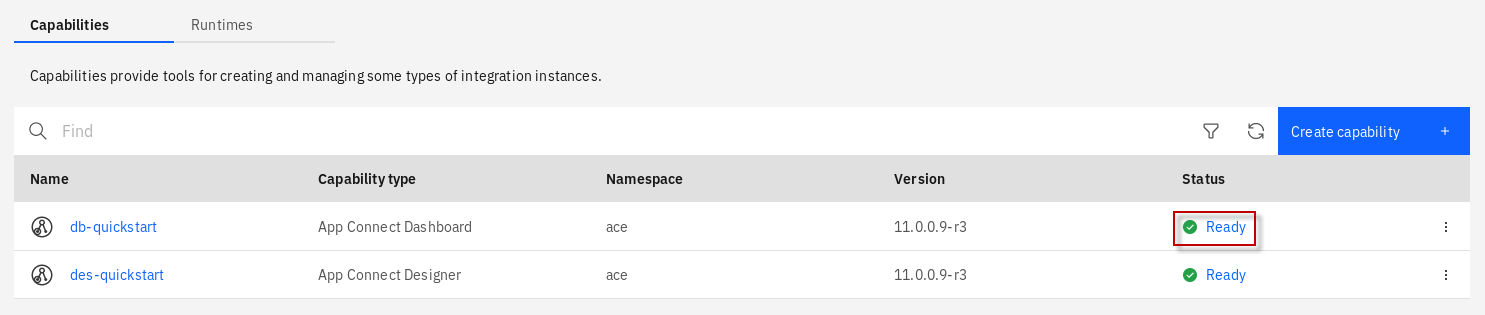 Capabilities Runtimes
Capabilities provide tools for creating and managing some types of integration instances.
Find Create capability +
Name Capability type Namespace Version Status
db-quickstart App Connect Dashboard ace 11.0.0.9-r3 Ready
des-quickstart App Connect Designer ace 11.0.0.9-r3 Ready